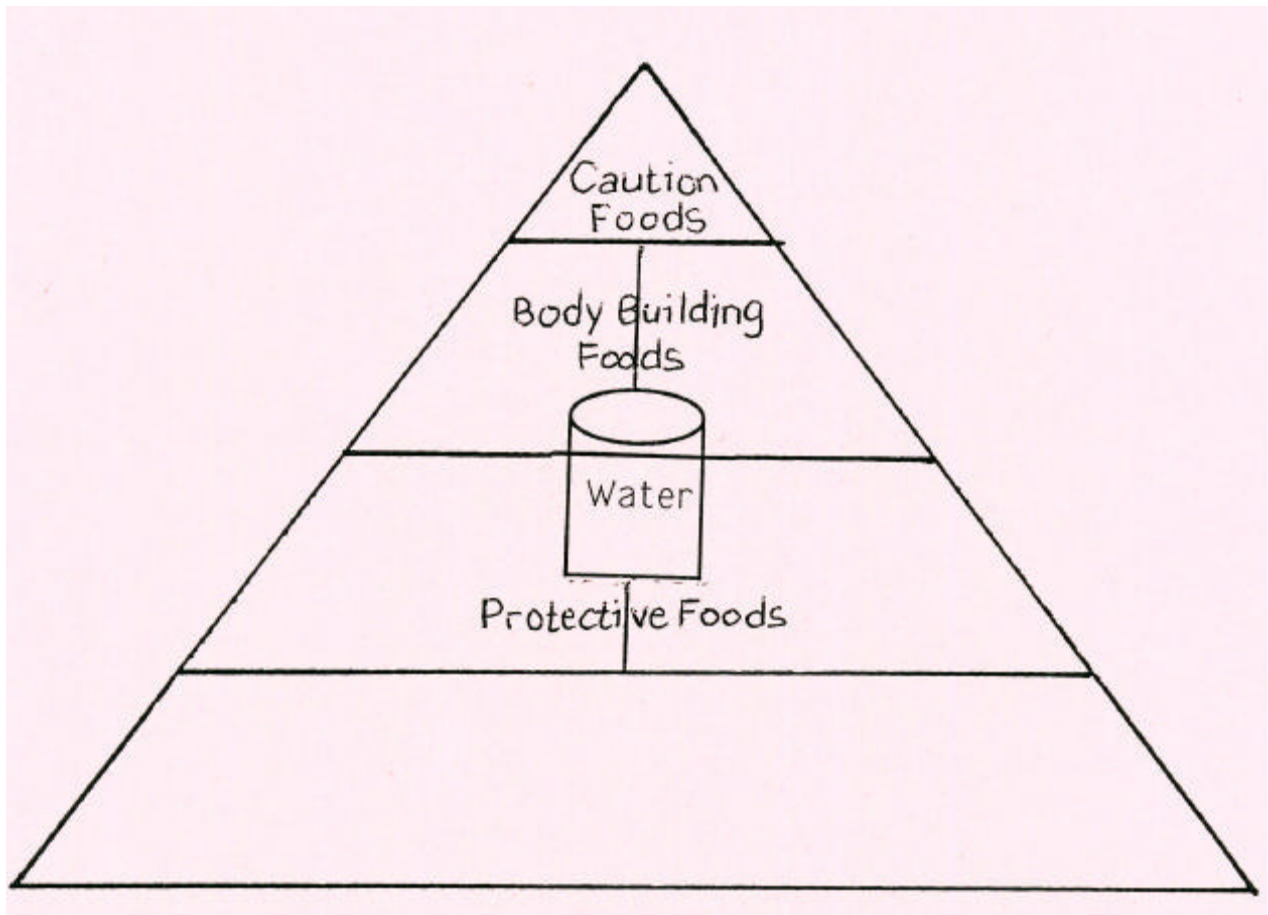 Caution
Foods
Body Building
Foods
Water
Protective Foods